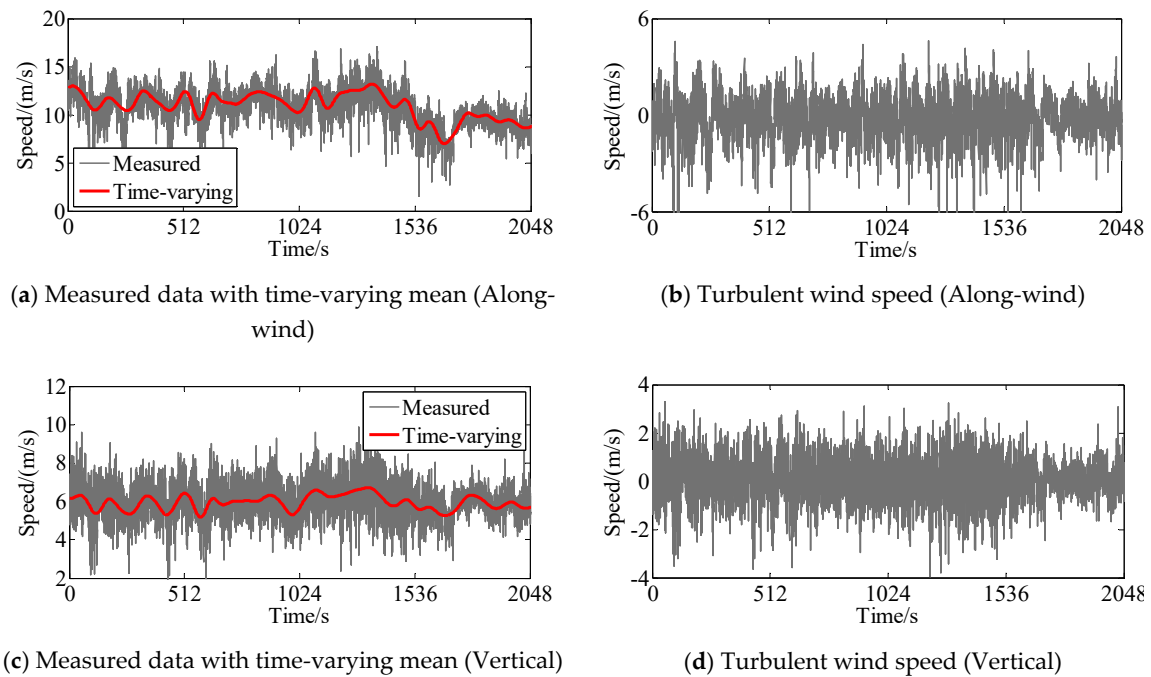 20
15
10
5
0
Speed/(m/s)
Measured
Time-varying
0
512
1024
1536
2048
Time/s
(a) Measured data with time-varying mean (Along-
wind)
6
0
-6
Speed/(m/s)
0
512
1024
1536
2048
Time/s
(b) Turbulent wind speed (Along-wind)
12
10
8
6
4
2
Speed/(m/s)
Measured
Time-varying
0
512
1024
1536
2048
Time/s
(c) Measured data with time-varying mean (Vertical)
4
2
0
-2
-4
Speed/(m/s)
0
512
1024
1536
2048
Time/s
(d) Turbulent wind speed (Vertical)